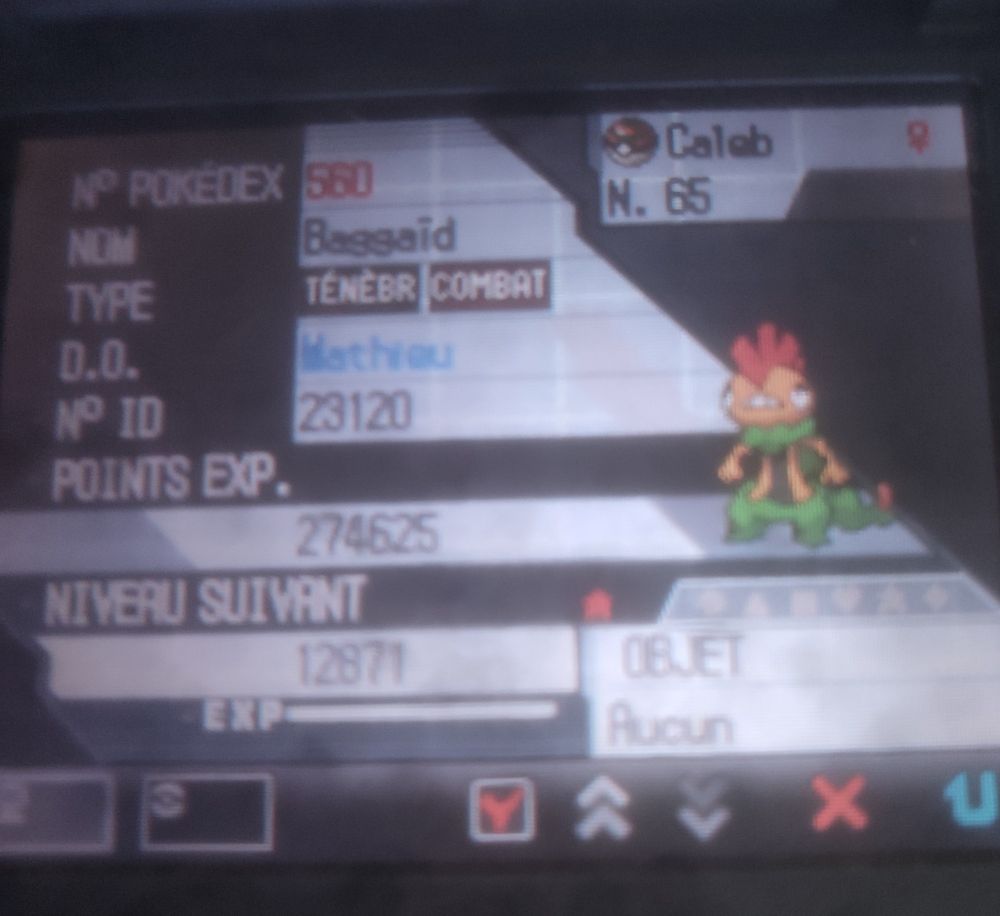 Caleb ♀
N. 65
Nº POKÉDEX 560
NOM Baggaïd
TYPE TÉNÈBR COMBAT
D.O. Mathieu
Nº ID 23120
POINTS EXP.
274625
NIVEAU SUIVANT
12871
EXP
OBJET
Aucun
Y